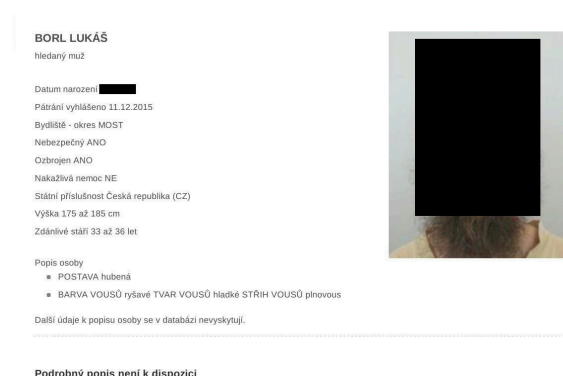 BORL LUKÁŠ
hledaný muž
Datum narození
Pátrání vyhlášeno 11.12.2015
Bydliště - okres MOST
Nebezpečný ANO
Ozbrojen ANO
Nakažlivá nemoc NE
Státní příslušnost Česká republika (CZ)
Výška 175 až 185 cm
Zdánlivé stáří 33 až 36 let
Popis osoby
POSTAVA hubená
BARVA VOUSŮ ryšavé TVAR VOUSŮ hladké STŘIH VOUSŮ plnovous
Další údaje k popisu osoby se v databázi nevyskytují.
Podrobný popis není k dispozici